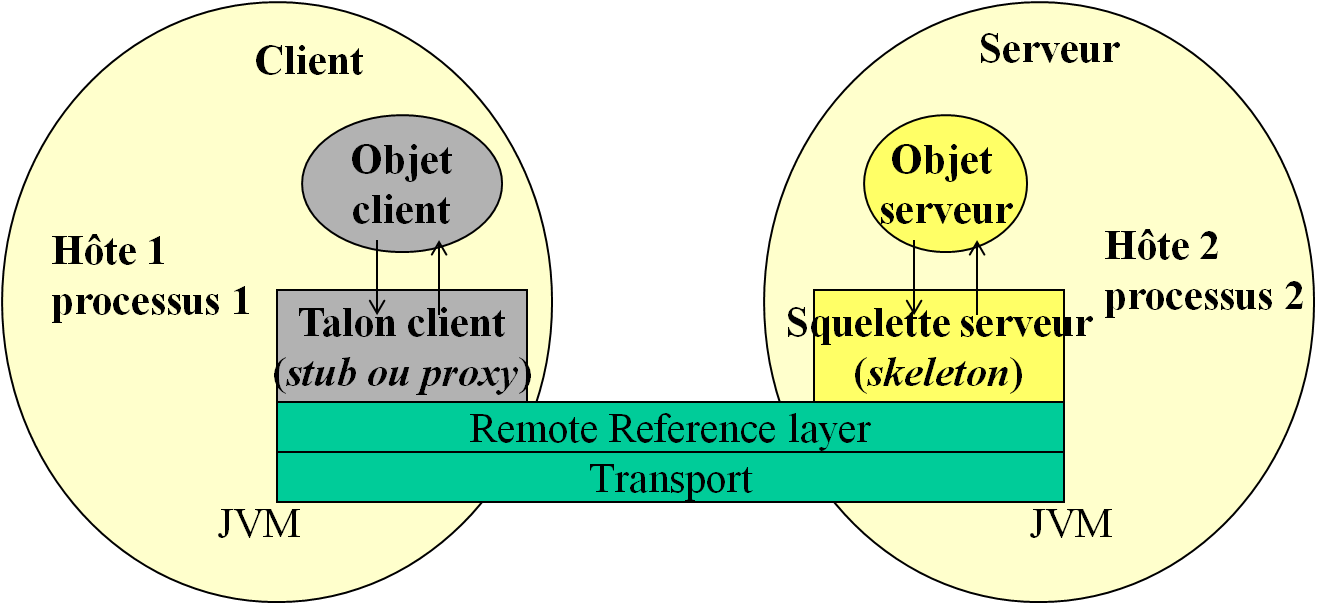 Client
Serveur
Objet
client
Objet
serveur
Hôte 1
processus 1
Hôte 2
processus 2
Talon client
(stub ou proxy)
Squelette serveur
(skeleton)
Remote Reference layer
Transport
JVM
JVM